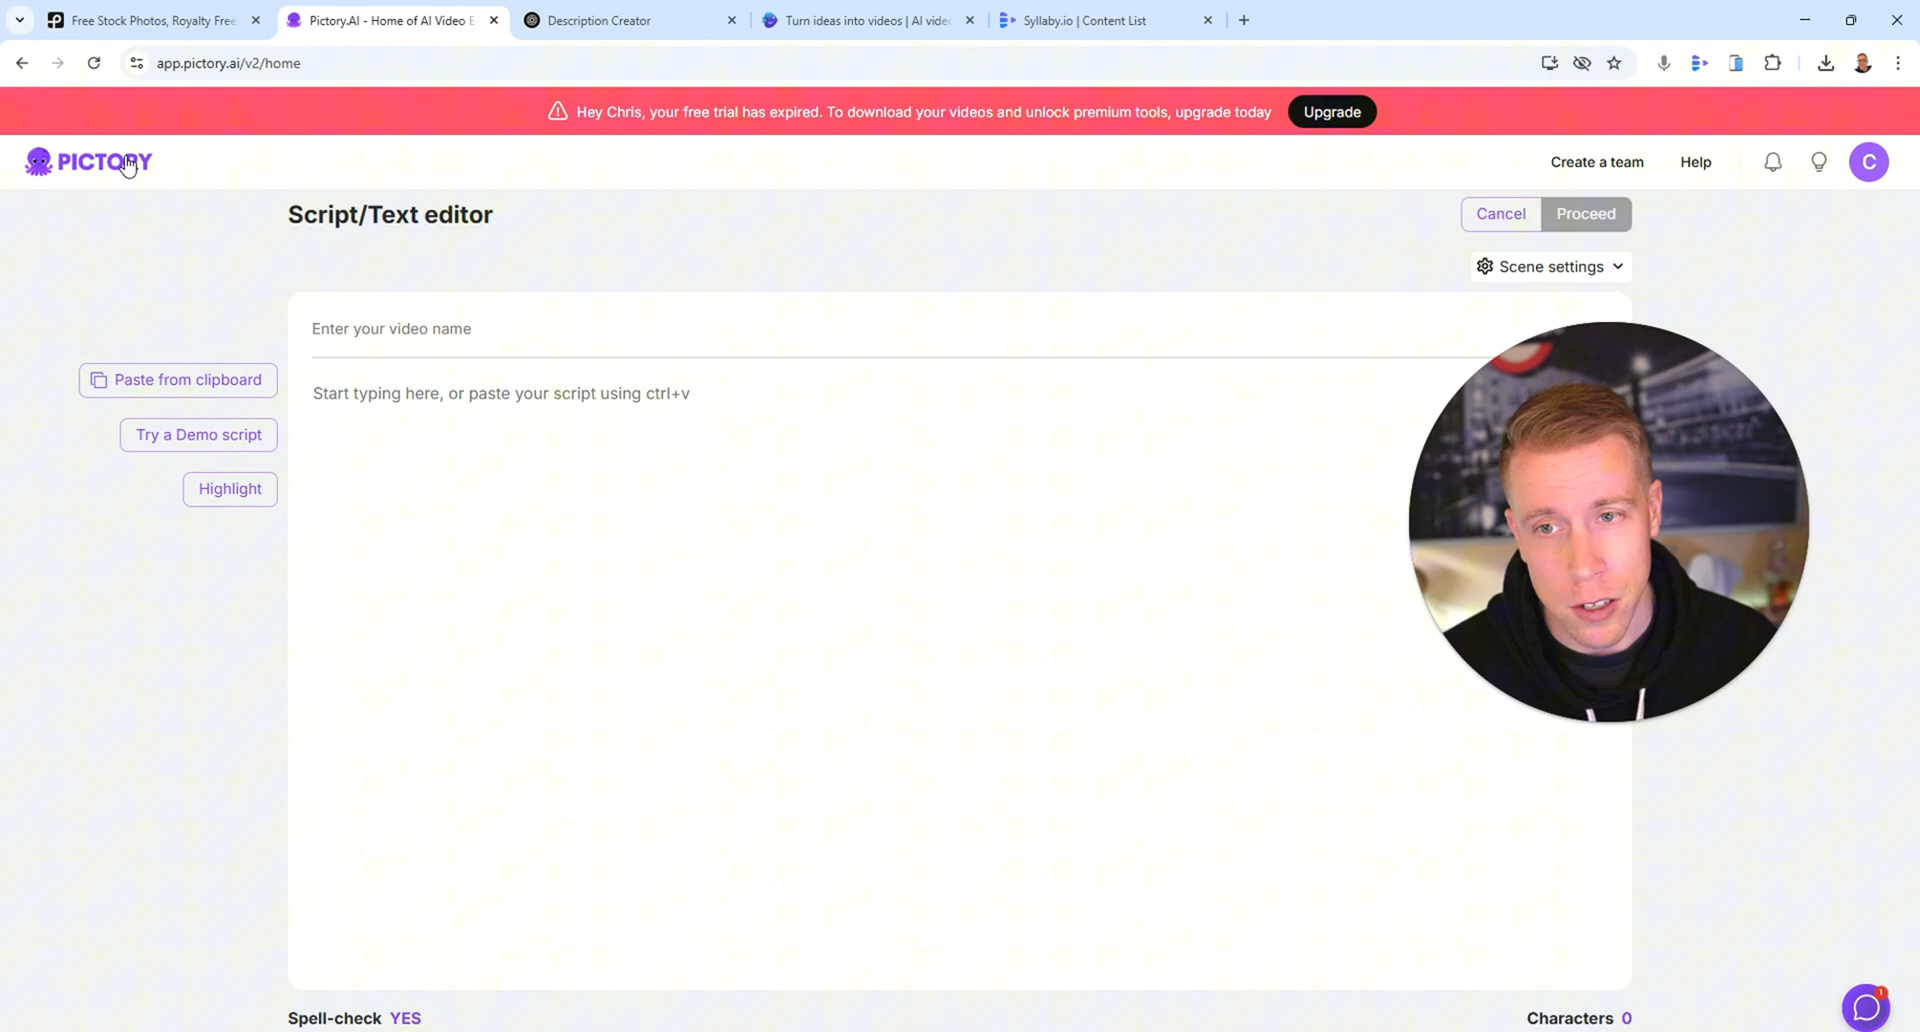 Free Stock Photos, Royalty Free
Pictory.AI - Home of AI Video E
Description Creator
Turn ideas into videos | AI video
Syllaby.io | Content List
app.pictory.ai/v2/home
Hey Chris, your free trial has expired. To download your videos and unlock premium tools, upgrade today
Upgrade
PICTORY
Create a team
Help
C
Script/Text editor
Cancel
Proceed
Scene settings
Enter your video name
Paste from clipboard
Start typing here, or paste your script using ctrl+v
Try a Demo script
Highlight
1
Spell-check YES
Characters 0